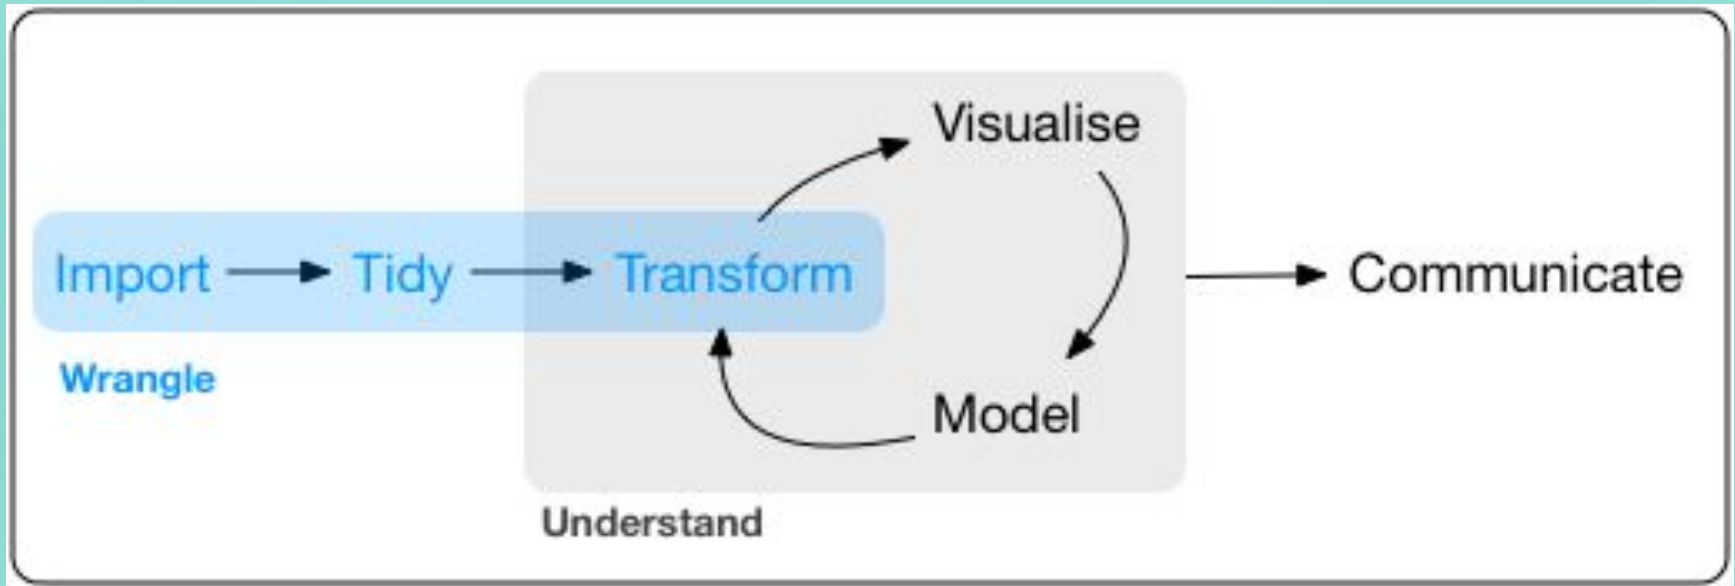 Visualise
Import
Tidy
Transform
Communicate
Wrangle
Model
Understand